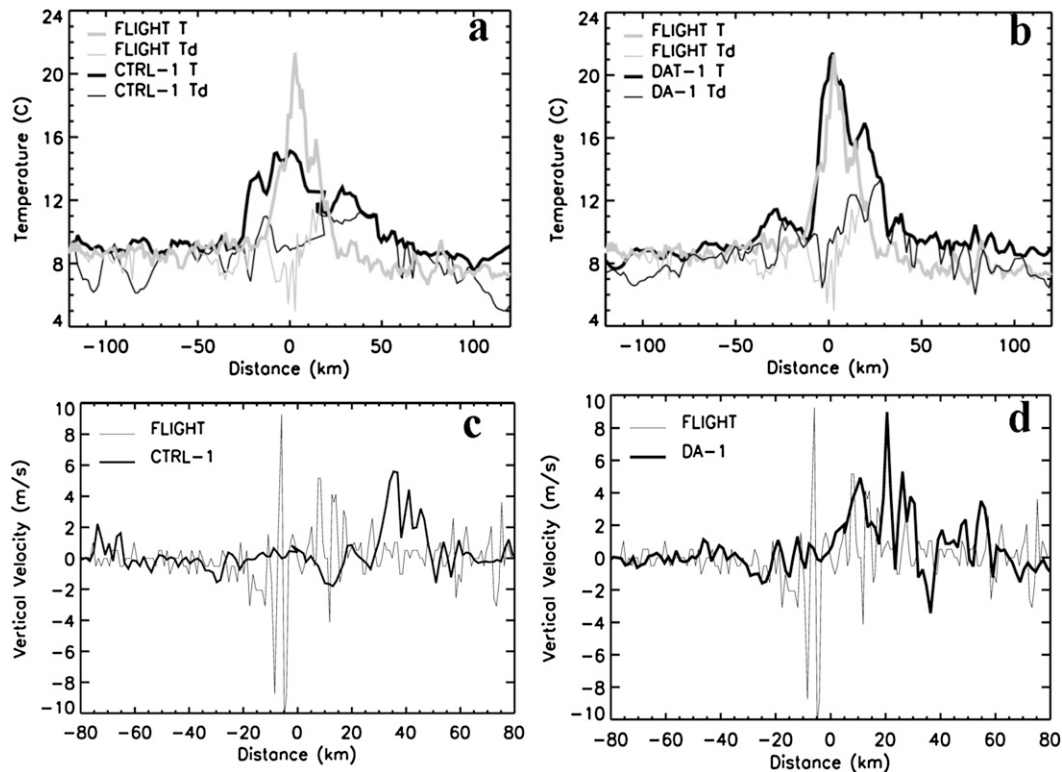 a
FLIGHT T
FLIGHT Td
CTRL-1 T
CTRL-1 Td
Temperature (C)
24
20
16
12
8
4
-100 -50 0 50 100
Distance (km)
b
FLIGHT T
FLIGHT Td
DAT-1 T
DA-1 Td
Temperature (C)
24
20
16
12
8
4
-100 -50 0 50 100
Distance (km)
c
FLIGHT
CTRL-1
Vertical Velocity (m/s)
10
8
6
4
2
0
-2
-4
-6
-8
-10
-80 -60 -40 -20 0 20 40 60 80
Distance (km)
d
FLIGHT
DA-1
Vertical Velocity (m/s)
10
8
6
4
2
0
-2
-4
-6
-8
-10
-80 -60 -40 -20 0 20 40 60 80
Distance (km)